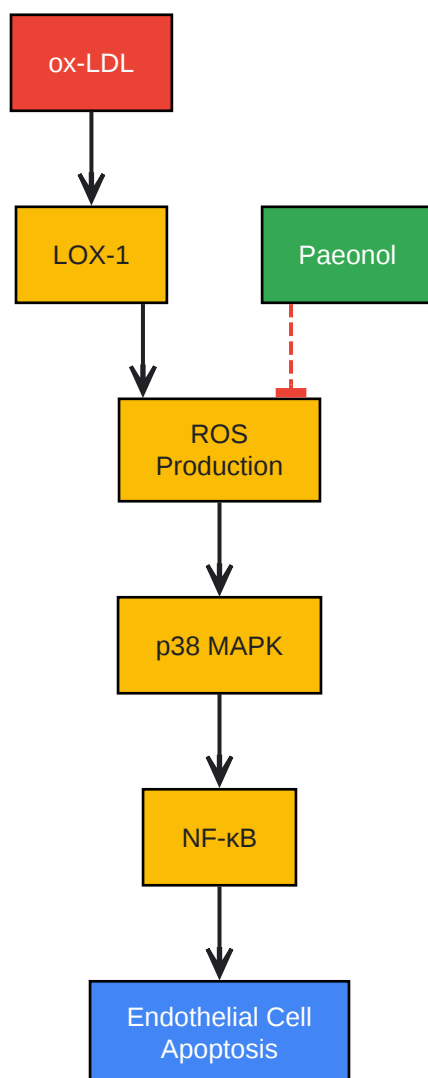 ox-LDL
LOX-1
Paeonol
ROS
Production
p38 MAPK
NF-κB
Endothelial Cell
Apoptosis